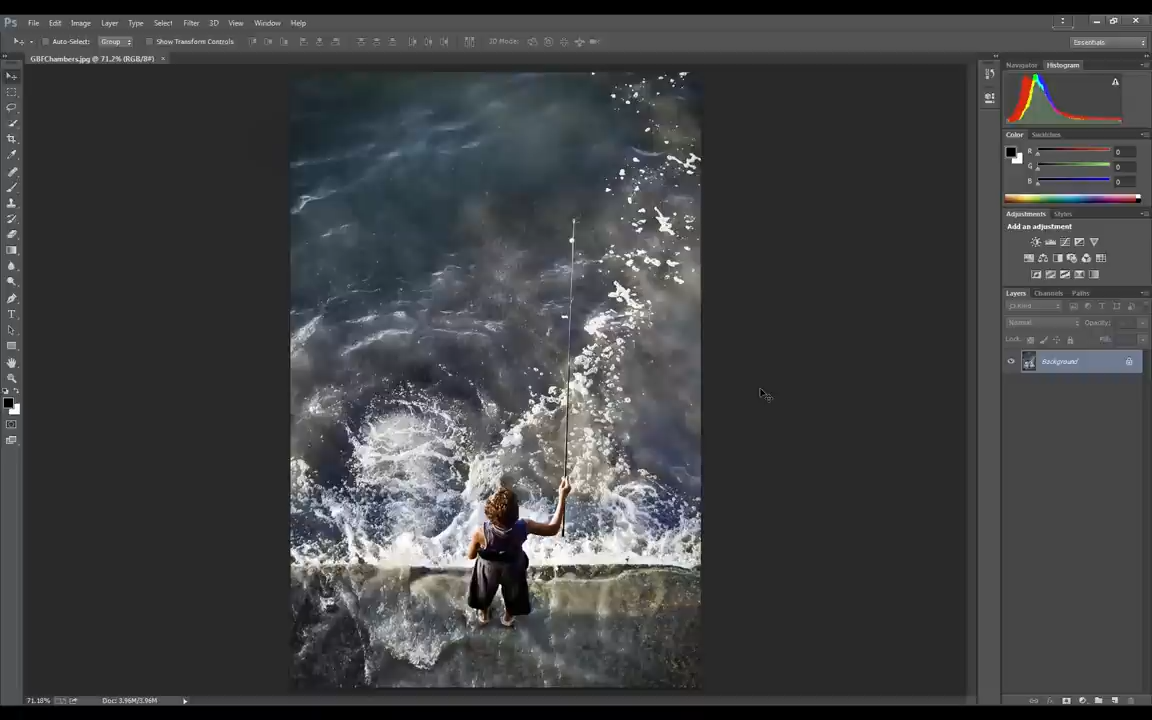 Ps File Edit Image Layer Type Select Filter 3D View Window Help
Auto-Select: Group Show Transform Controls 3D Mode: Essentials
GBFChambers.jpg @ 71.2% (RGB/8#) ×
Navigator Histogram
Color Swatches
R 0
G 0
B 0
Adjustments Styles
Add an adjustment
Layers Channels Paths
Kind
Normal Opacity:
Lock: Fill:
Background
71.18% Doc: 3.96M/3.96M